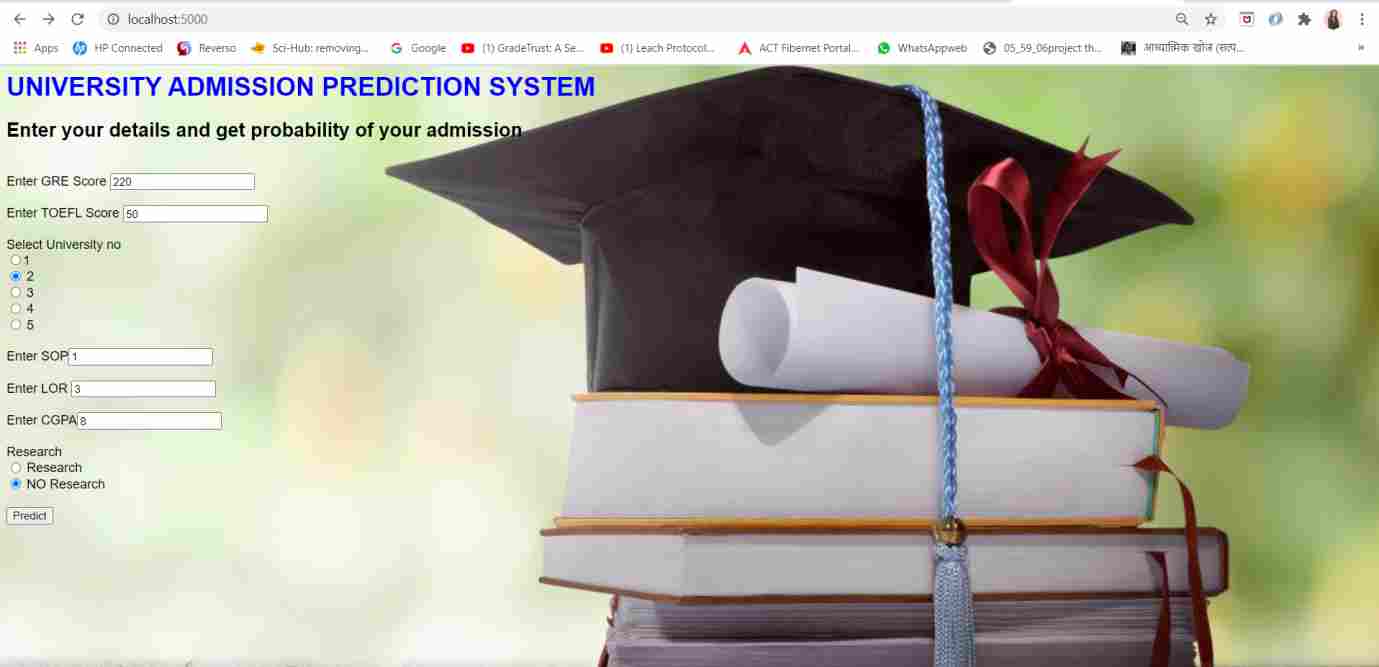 localhost:5000
Apps HP Connected Reverso Sci-Hub: removing... Google (1) GradeTrust: A Se... (1) Leach Protocol... ACT Fibernet Portal... WhatsAppweb 05_59_06project th... आध्यात्मिक खोज (सत्य... »
UNIVERSITY ADMISSION PREDICTION SYSTEM
Enter your details and get probability of your admission
Enter GRE Score 220
Enter TOEFL Score 50
Select University no
1
2
3
4
5
Enter SOP 1
Enter LOR 3
Enter CGPA 8
Research
Research
NO Research
Predict